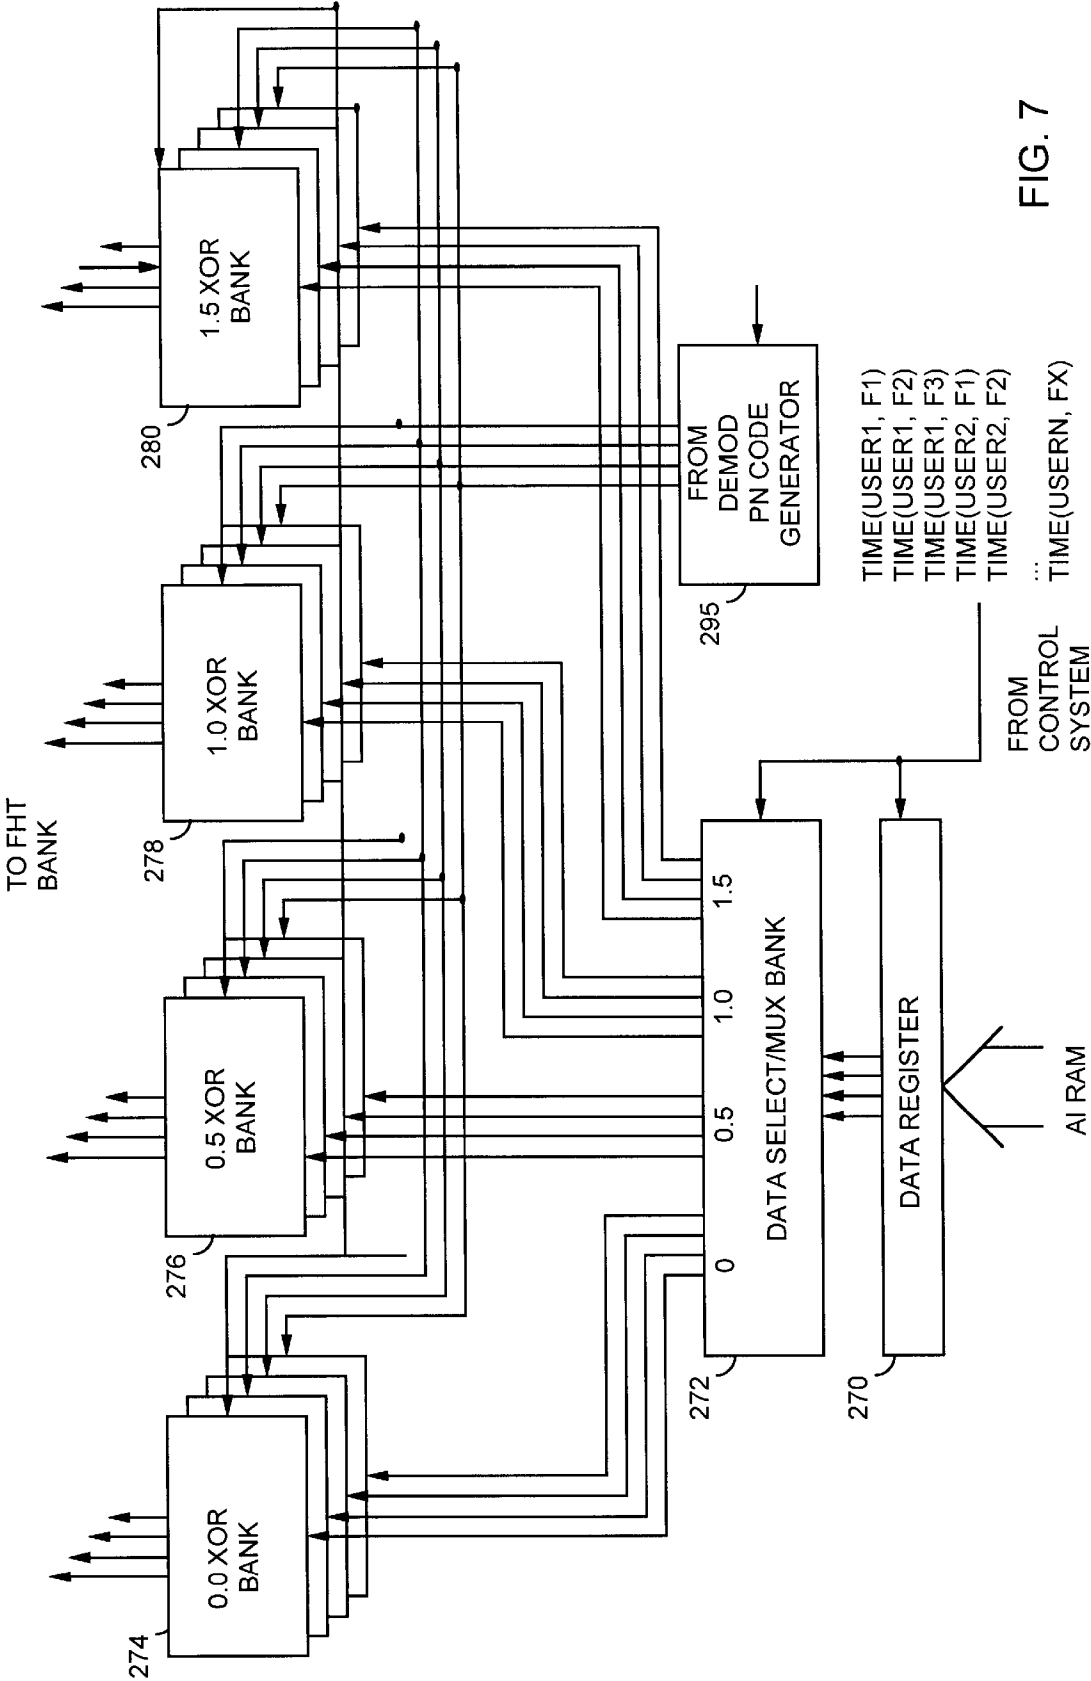 TO FHT
BANK
274
0.0 XOR
BANK
276
0.5 XOR
BANK
278
1.0 XOR
BANK
280
1.5 XOR
BANK
272
0
0.5
1.0
1.5
DATA SELECT/MUX BANK
270
DATA REGISTER
AI RAM
295
FROM
DEMOD
PN CODE
GENERATOR
FROM
CONTROL
SYSTEM
TIME(USER1, F1)
TIME(USER1, F2)
TIME(USER1, F3)
TIME(USER2, F1)
TIME(USER2, F2)
...
TIME(USERN, FX)
FIG. 7